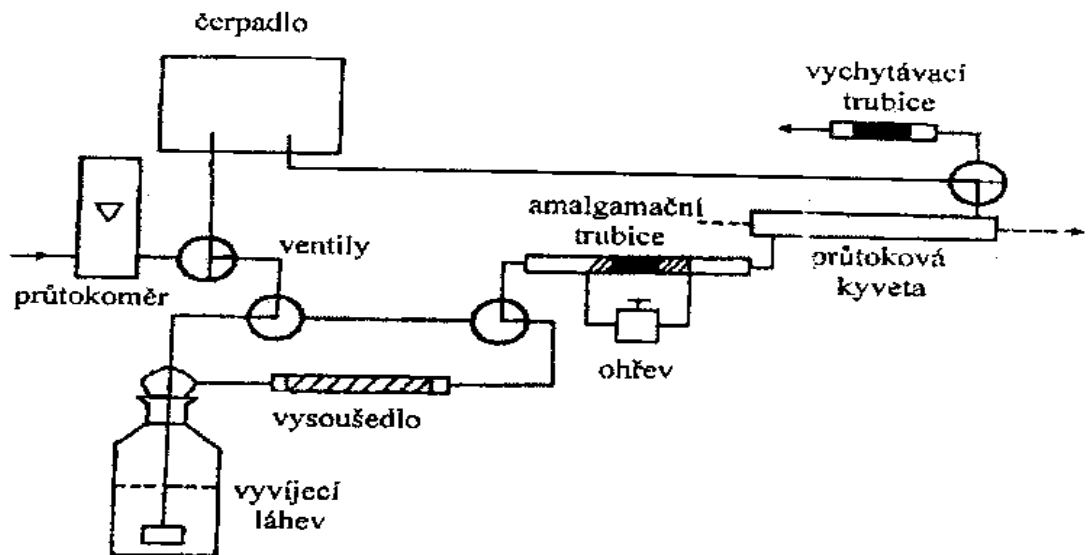 čerpadlo
vychytávací
trubice
amalgamační
trubice
ventily
průtokoměr
průtoková
kyveta
ohřev
vysoušedlo
vyvíjecí
láhev